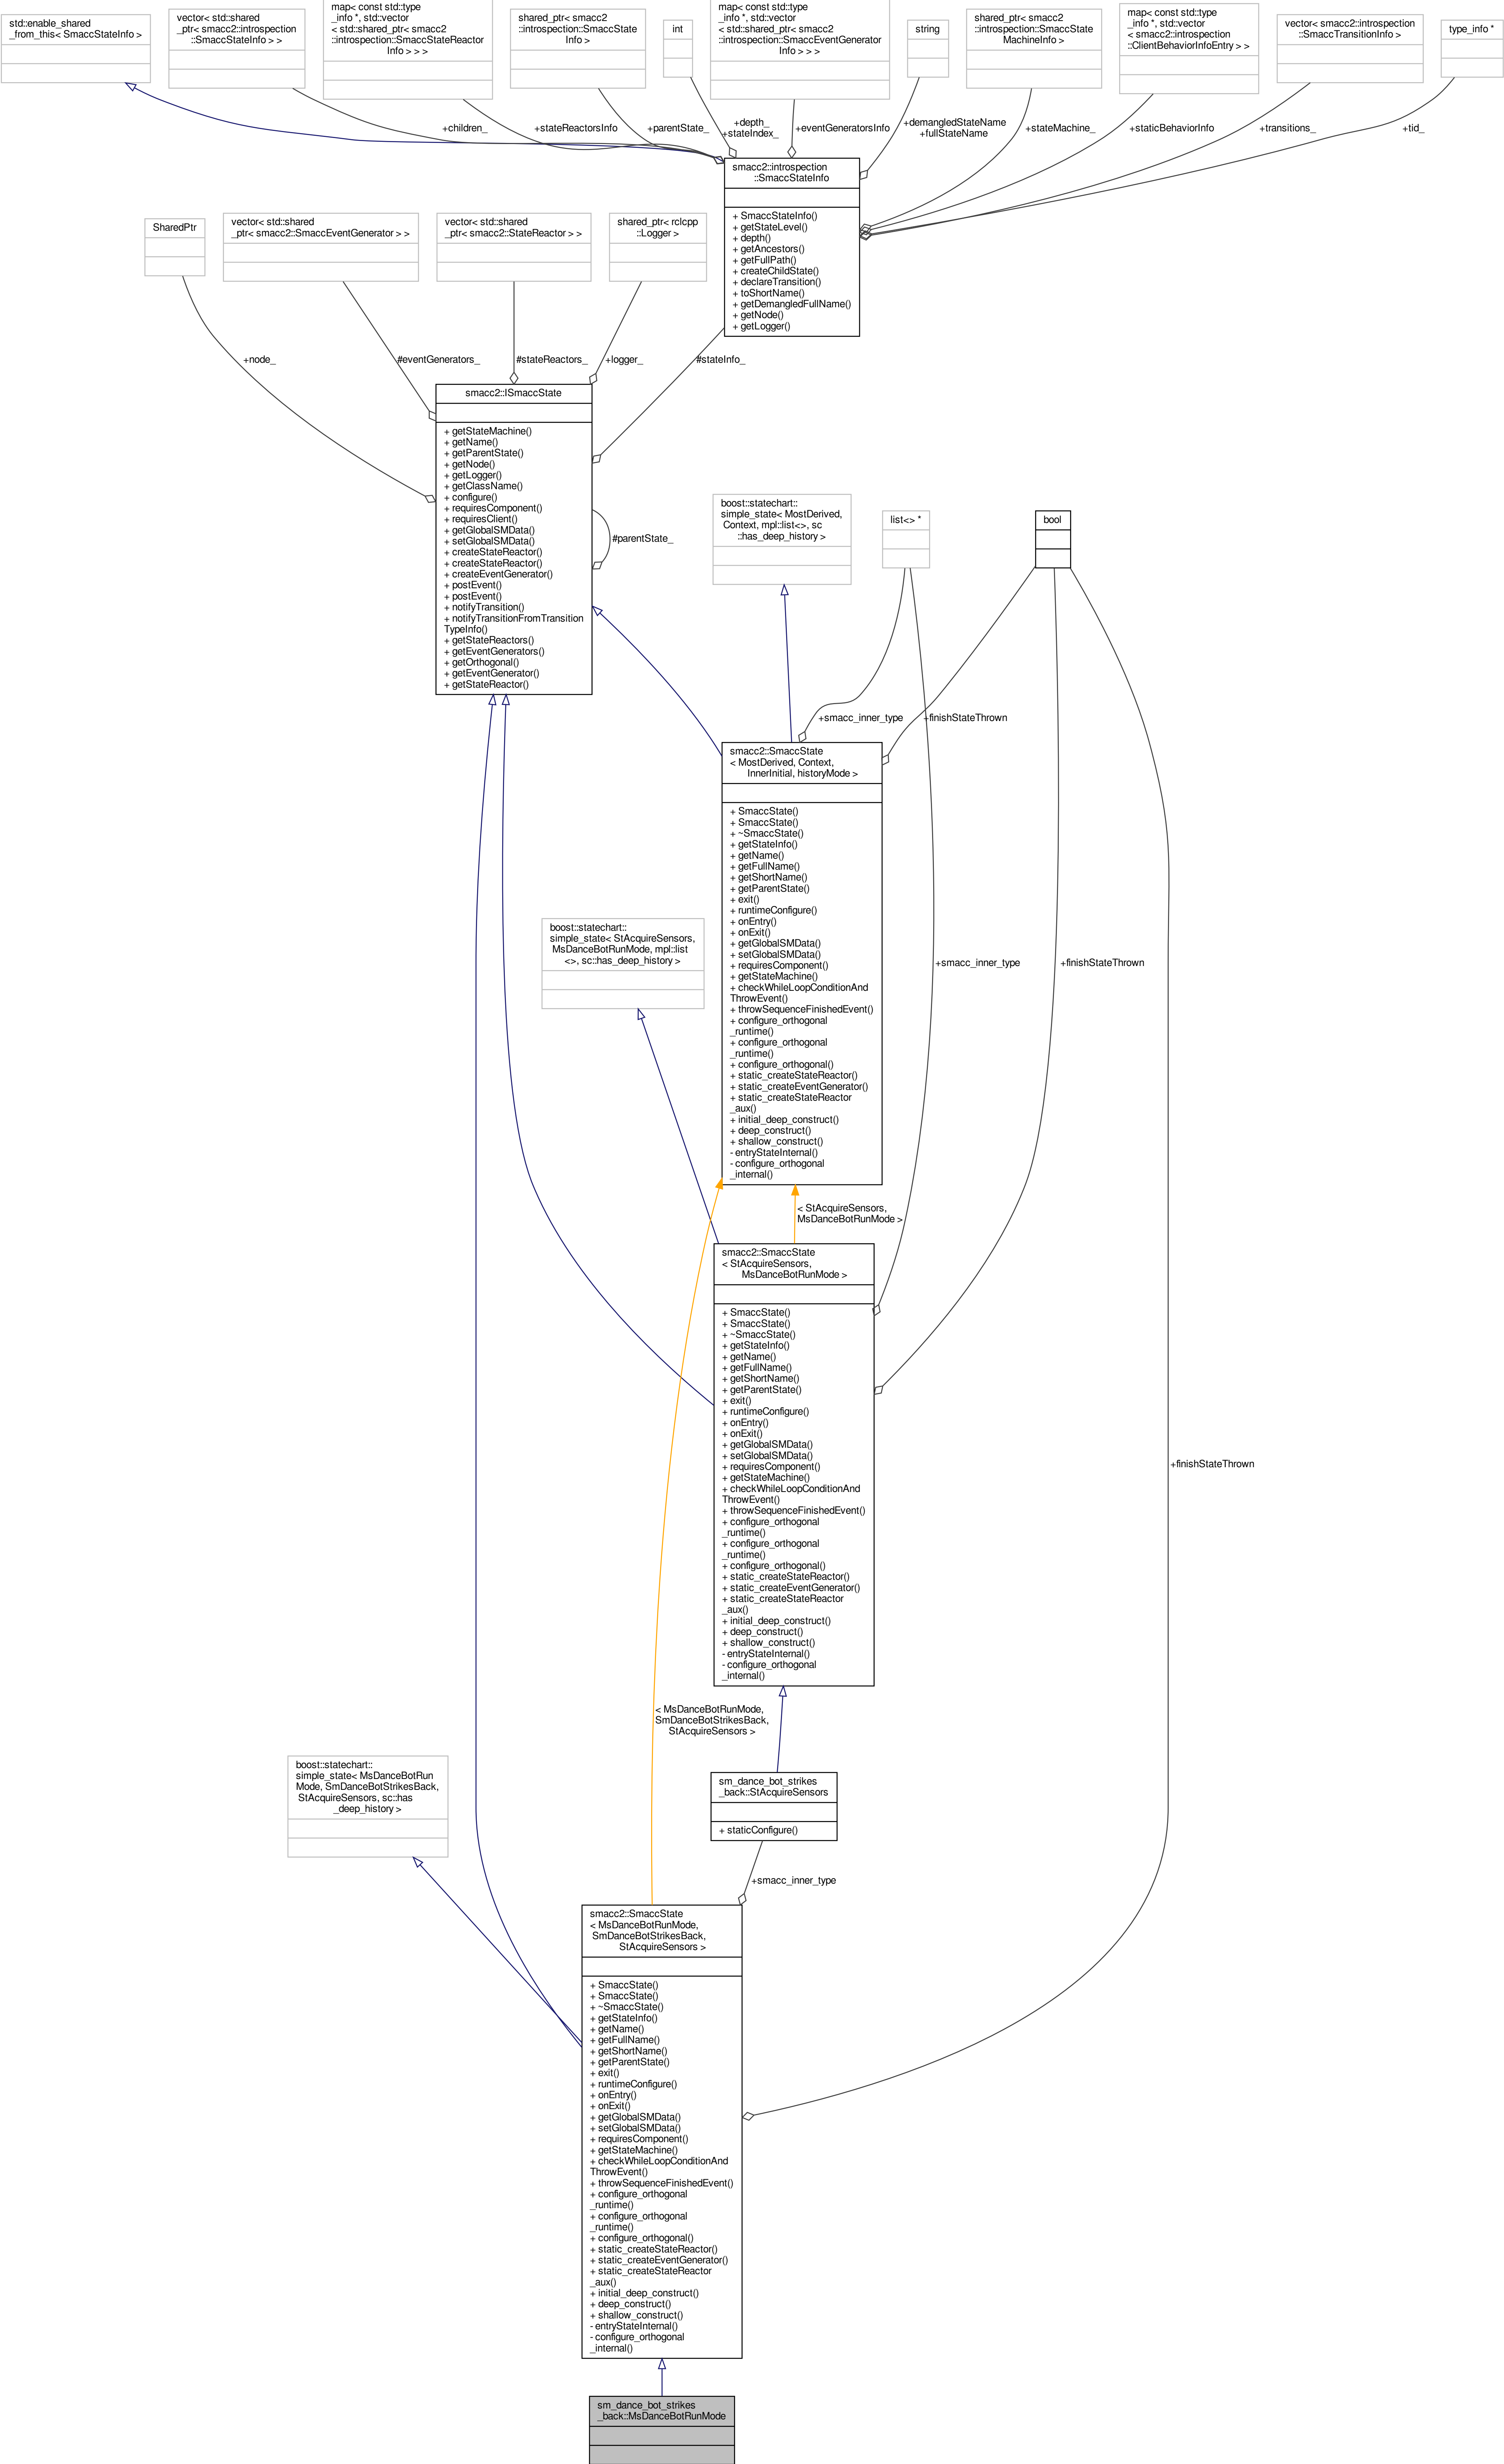 std::enable_shared
_from_this< SmaccStateInfo >
vector< std::shared
_ptr< smacc2::introspection
::SmaccStateInfo > >
map< const std::type
_info *, std::vector
< std::shared_ptr< smacc2
::introspection::SmaccStateReactor
Info > > >
shared_ptr< smacc2
::introspection::SmaccState
Info >
int
map< const std::type
_info *, std::vector
< std::shared_ptr< smacc2
::introspection::SmaccEventGenerator
Info > > >
string
shared_ptr< smacc2
::introspection::SmaccState
MachineInfo >
map< const std::type
_info *, std::vector
< smacc2::introspection
::ClientBehaviorInfoEntry > >
vector< smacc2::introspection
::SmaccTransitionInfo >
type_info *
+children_
+stateReactorsInfo
+parentState_
+depth_
+stateIndex_
+eventGeneratorsInfo
+demangledStateName
+fullStateName
+stateMachine_
+staticBehaviorInfo
+transitions_
+tid_
smacc2::introspection
::SmaccStateInfo
+ SmaccStateInfo()
+ getStateLevel()
+ depth()
+ getAncestors()
+ getFullPath()
+ createChildState()
+ declareTransition()
+ toShortName()
+ getDemangledFullName()
+ getNode()
+ getLogger()
SharedPtr
vector< std::shared
_ptr< smacc2::SmaccEventGenerator > >
vector< std::shared
_ptr< smacc2::StateReactor > >
shared_ptr< rclcpp
::Logger >
+node_
#eventGenerators_
#stateReactors_
+logger_
#stateInfo_
smacc2::ISmaccState
+ getStateMachine()
+ getName()
+ getParentState()
+ getNode()
+ getLogger()
+ getClassName()
+ configure()
+ requiresComponent()
+ requiresClient()
+ getGlobalSMData()
+ setGlobalSMData()
+ createStateReactor()
+ createStateReactor()
+ createEventGenerator()
+ postEvent()
+ postEvent()
+ notifyTransition()
+ notifyTransitionFromTransition
TypeInfo()
+ getStateReactors()
+ getEventGenerators()
+ getOrthogonal()
+ getEventGenerator()
+ getStateReactor()
#parentState_
boost::statechart::
simple_state< MostDerived,
Context, mpl::list<>, sc
::has_deep_history >
list<> *
bool
+smacc_inner_type
+finishStateThrown
smacc2::SmaccState
< MostDerived, Context,
InnerInitial, historyMode >
+ SmaccState()
+ SmaccState()
+ ~SmaccState()
+ getStateInfo()
+ getName()
+ getFullName()
+ getShortName()
+ getParentState()
+ exit()
+ runtimeConfigure()
+ onEntry()
+ onExit()
+ getGlobalSMData()
+ setGlobalSMData()
+ requiresComponent()
+ getStateMachine()
+ checkWhileLoopConditionAnd
ThrowEvent()
+ throwSequenceFinishedEvent()
+ configure_orthogonal
_runtime()
+ configure_orthogonal
_runtime()
+ configure_orthogonal()
+ static_createStateReactor()
+ static_createEventGenerator()
+ static_createStateReactor
_aux()
+ initial_deep_construct()
+ deep_construct()
+ shallow_construct()
- entryStateInternal()
- configure_orthogonal
_internal()
boost::statechart::
simple_state< StAcquireSensors,
MsDanceBotRunMode, mpl::list
<>, sc::has_deep_history >
+smacc_inner_type
+finishStateThrown
< StAcquireSensors,
MsDanceBotRunMode >
smacc2::SmaccState
< StAcquireSensors,
MsDanceBotRunMode >
+ SmaccState()
+ SmaccState()
+ ~SmaccState()
+ getStateInfo()
+ getName()
+ getFullName()
+ getShortName()
+ getParentState()
+ exit()
+ runtimeConfigure()
+ onEntry()
+ onExit()
+ getGlobalSMData()
+ setGlobalSMData()
+ requiresComponent()
+ getStateMachine()
+ checkWhileLoopConditionAnd
ThrowEvent()
+ throwSequenceFinishedEvent()
+ configure_orthogonal
_runtime()
+ configure_orthogonal
_runtime()
+ configure_orthogonal()
+ static_createStateReactor()
+ static_createEventGenerator()
+ static_createStateReactor
_aux()
+ initial_deep_construct()
+ deep_construct()
+ shallow_construct()
- entryStateInternal()
- configure_orthogonal
_internal()
+finishStateThrown
< MsDanceBotRunMode,
SmDanceBotStrikesBack,
StAcquireSensors >
boost::statechart::
simple_state< MsDanceBotRun
Mode, SmDanceBotStrikesBack,
StAcquireSensors, sc::has
_deep_history >
sm_dance_bot_strikes
_back::StAcquireSensors
+ staticConfigure()
+smacc_inner_type
smacc2::SmaccState
< MsDanceBotRunMode,
SmDanceBotStrikesBack,
StAcquireSensors >
+ SmaccState()
+ SmaccState()
+ ~SmaccState()
+ getStateInfo()
+ getName()
+ getFullName()
+ getShortName()
+ getParentState()
+ exit()
+ runtimeConfigure()
+ onEntry()
+ onExit()
+ getGlobalSMData()
+ setGlobalSMData()
+ requiresComponent()
+ getStateMachine()
+ checkWhileLoopConditionAnd
ThrowEvent()
+ throwSequenceFinishedEvent()
+ configure_orthogonal
_runtime()
+ configure_orthogonal
_runtime()
+ configure_orthogonal()
+ static_createStateReactor()
+ static_createEventGenerator()
+ static_createStateReactor
_aux()
+ initial_deep_construct()
+ deep_construct()
+ shallow_construct()
- entryStateInternal()
- configure_orthogonal
_internal()
sm_dance_bot_strikes
_back::MsDanceBotRunMode